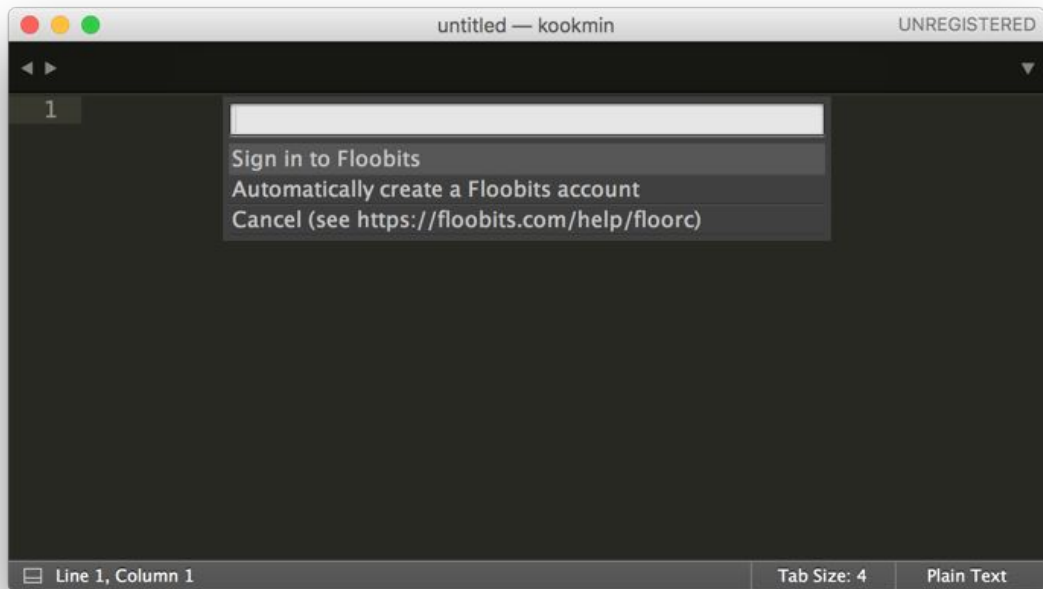 untitled — kookmin
UNREGISTERED
1
Sign in to Floobits
Automatically create a Floobits account
Cancel (see https://floobits.com/help/floorc)
Line 1, Column 1
Tab Size: 4
Plain Text